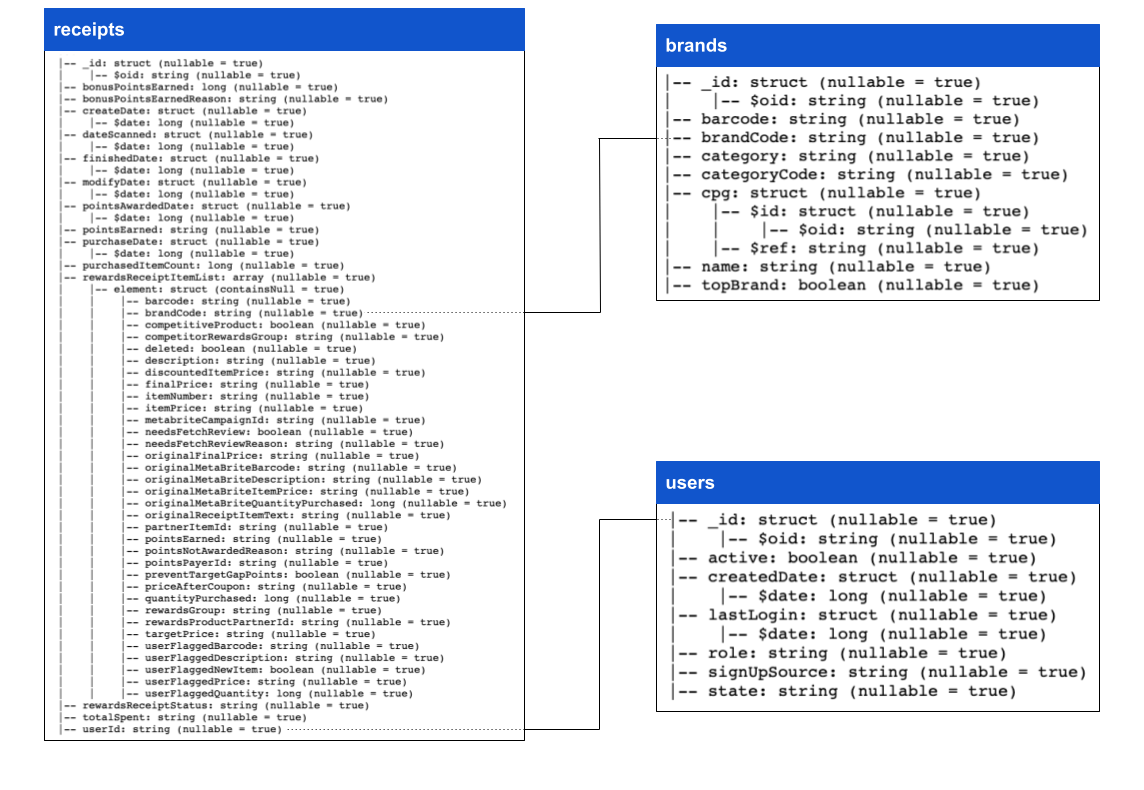 receipts
|-- _id: struct (nullable = true)
|    |-- $oid: string (nullable = true)
|-- bonusPointsEarned: long (nullable = true)
|-- bonusPointsEarnedReason: string (nullable = true)
|-- createDate: struct (nullable = true)
|    |-- $date: long (nullable = true)
|-- dateScanned: struct (nullable = true)
|    |-- $date: long (nullable = true)
|-- finishedDate: struct (nullable = true)
|    |-- $date: long (nullable = true)
|-- modifyDate: struct (nullable = true)
|    |-- $date: long (nullable = true)
|-- pointsAwardedDate: struct (nullable = true)
|    |-- $date: long (nullable = true)
|-- pointsEarned: string (nullable = true)
|-- purchaseDate: struct (nullable = true)
|    |-- $date: long (nullable = true)
|-- purchasedItemCount: long (nullable = true)
|-- rewardsReceiptItemList: array (nullable = true)
|    |-- element: struct (containsNull = true)
|    |    |-- barcode: string (nullable = true)
|    |    |-- brandCode: string (nullable = true)
|    |    |-- competitiveProduct: boolean (nullable = true)
|    |    |-- competitorRewardsGroup: string (nullable = true)
|    |    |-- deleted: boolean (nullable = true)
|    |    |-- description: string (nullable = true)
|    |    |-- discountedItemPrice: string (nullable = true)
|    |    |-- finalPrice: string (nullable = true)
|    |    |-- itemNumber: string (nullable = true)
|    |    |-- itemPrice: string (nullable = true)
|    |    |-- metabriteCampaignId: string (nullable = true)
|    |    |-- needsFetchReview: boolean (nullable = true)
|    |    |-- needsFetchReviewReason: string (nullable = true)
|    |    |-- originalFinalPrice: string (nullable = true)
|    |    |-- originalMetaBriteBarcode: string (nullable = true)
|    |    |-- originalMetaBriteDescription: string (nullable = true)
|    |    |-- originalMetaBriteItemPrice: string (nullable = true)
|    |    |-- originalMetaBriteQuantityPurchased: long (nullable = true)
|    |    |-- originalReceiptItemText: string (nullable = true)
|    |    |-- partnerItemId: string (nullable = true)
|    |    |-- pointsEarned: string (nullable = true)
|    |    |-- pointsNotAwardedReason: string (nullable = true)
|    |    |-- pointsPayerId: string (nullable = true)
|    |    |-- preventTargetGapPoints: boolean (nullable = true)
|    |    |-- priceAfterCoupon: string (nullable = true)
|    |    |-- quantityPurchased: long (nullable = true)
|    |    |-- rewardsGroup: string (nullable = true)
|    |    |-- rewardsProductPartnerId: string (nullable = true)
|    |    |-- targetPrice: string (nullable = true)
|    |    |-- userFlaggedBarcode: string (nullable = true)
|    |    |-- userFlaggedDescription: string (nullable = true)
|    |    |-- userFlaggedNewItem: boolean (nullable = true)
|    |    |-- userFlaggedPrice: string (nullable = true)
|    |    |-- userFlaggedQuantity: long (nullable = true)
|-- rewardsReceiptStatus: string (nullable = true)
|-- totalSpent: string (nullable = true)
|-- userId: string (nullable = true)
brands
|-- _id: struct (nullable = true)
|    |-- $oid: string (nullable = true)
|-- barcode: string (nullable = true)
|-- brandCode: string (nullable = true)
|-- category: string (nullable = true)
|-- categoryCode: string (nullable = true)
|-- cpg: struct (nullable = true)
|    |-- $id: struct (nullable = true)
|    |    |-- $oid: string (nullable = true)
|    |-- $ref: string (nullable = true)
|-- name: string (nullable = true)
|-- topBrand: boolean (nullable = true)
users
|-- _id: struct (nullable = true)
|    |-- $oid: string (nullable = true)
|-- active: boolean (nullable = true)
|-- createdDate: struct (nullable = true)
|    |-- $date: long (nullable = true)
|-- lastLogin: struct (nullable = true)
|    |-- $date: long (nullable = true)
|-- role: string (nullable = true)
|-- signUpSource: string (nullable = true)
|-- state: string (nullable = true)